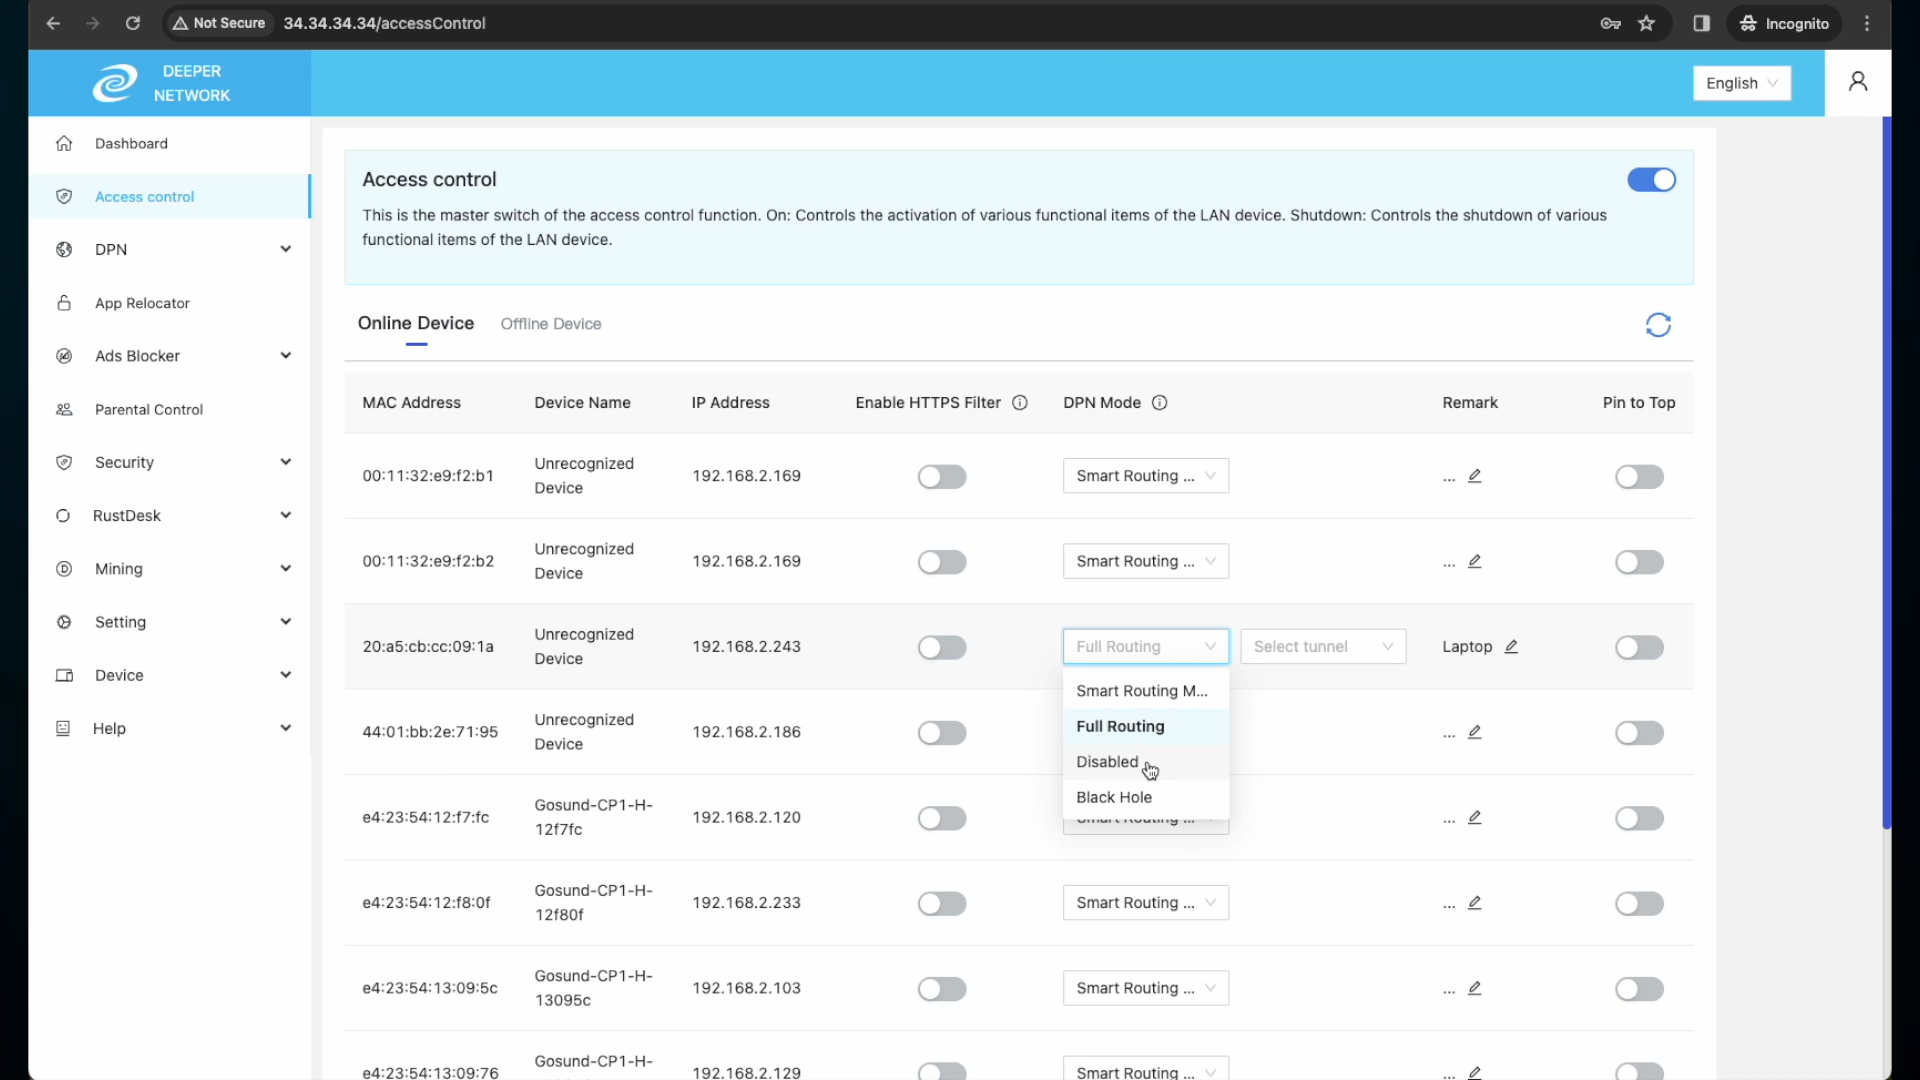 Not Secure 34.34.34.34/accessControl Incognito
DEEPER
NETWORK
English
Dashboard
Access control
DPN
App Relocator
Ads Blocker
Parental Control
Security
RustDesk
Mining
Setting
Device
Help
Access control
This is the master switch of the access control function. On: Controls the activation of various functional items of the LAN device. Shutdown: Controls the shutdown of various
functional items of the LAN device.
Online Device Offline Device
MAC Address Device Name IP Address Enable HTTPS Filter DPN Mode Remark Pin to Top
00:11:32:e9:f2:b1 Unrecognized Device 192.168.2.169 Smart Routing ... ...
00:11:32:e9:f2:b2 Unrecognized Device 192.168.2.169 Smart Routing ... ...
20:a5:cb:cc:09:1a Unrecognized Device 192.168.2.243 Full Routing Select tunnel Laptop
Smart Routing M...
Full Routing
Disabled
Black Hole
44:01:bb:2e:71:95 Unrecognized Device 192.168.2.186 ...
e4:23:54:12:f7:fc Gosund-CP1-H-12f7fc 192.168.2.120 Smart Routing ... ...
e4:23:54:12:f8:0f Gosund-CP1-H-12f80f 192.168.2.233 Smart Routing ... ...
e4:23:54:13:09:5c Gosund-CP1-H-13095c 192.168.2.103 Smart Routing ... ...
e4:23:54:13:09:76 Gosund-CP1-H- 192.168.2.129 Smart Routing ... ...